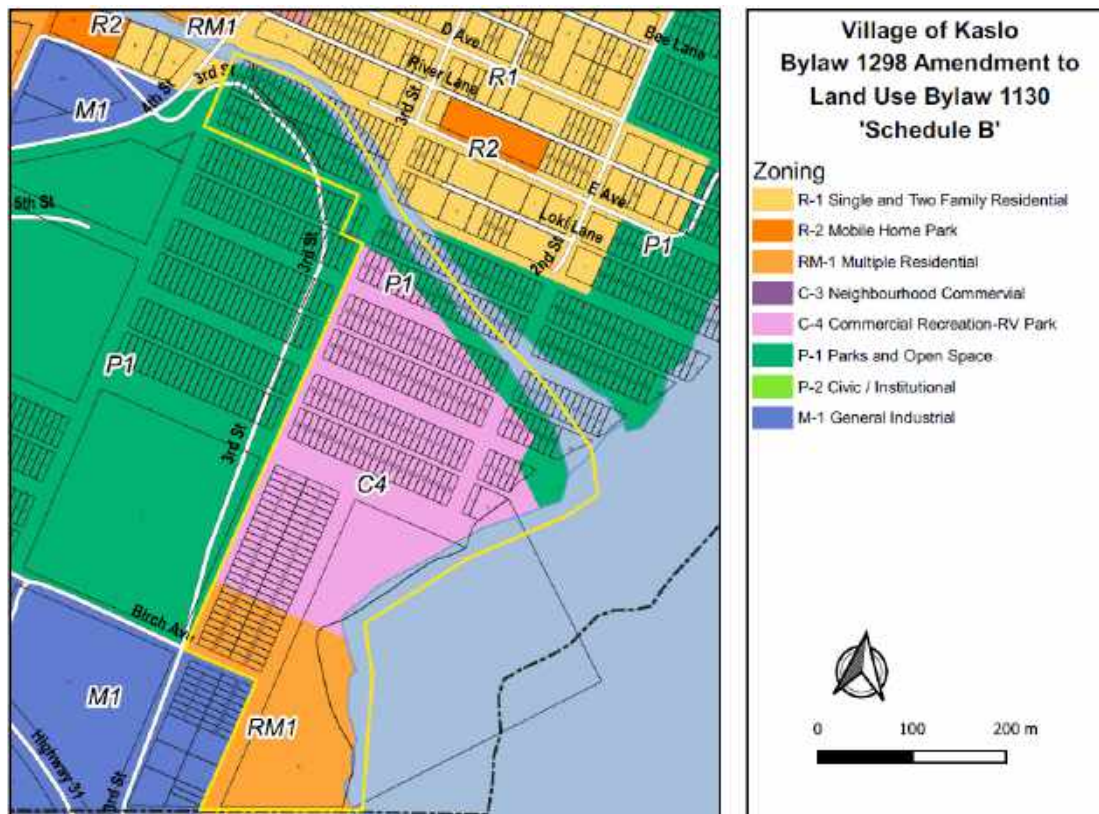 R2
RM1
D Ave
Bee Lane
River Lane
R1
3rd St
4th St
M1
3rd St
R2
E Ave
Loki Lane
5th St
2nd St
P1
3rd St
P1
P1
3rd St
C4
Birch Ave
M1
RM1
Highway 31
3rd St
Village of Kaslo
Bylaw 1298 Amendment to
Land Use Bylaw 1130
'Schedule B'
Zoning
R-1 Single and Two Family Residential
R-2 Mobile Home Park
RM-1 Multiple Residential
C-3 Neighbourhood Commervial
C-4 Commercial Recreation-RV Park
P-1 Parks and Open Space
P-2 Civic / Institutional
M-1 General Industrial
0 100 200 m